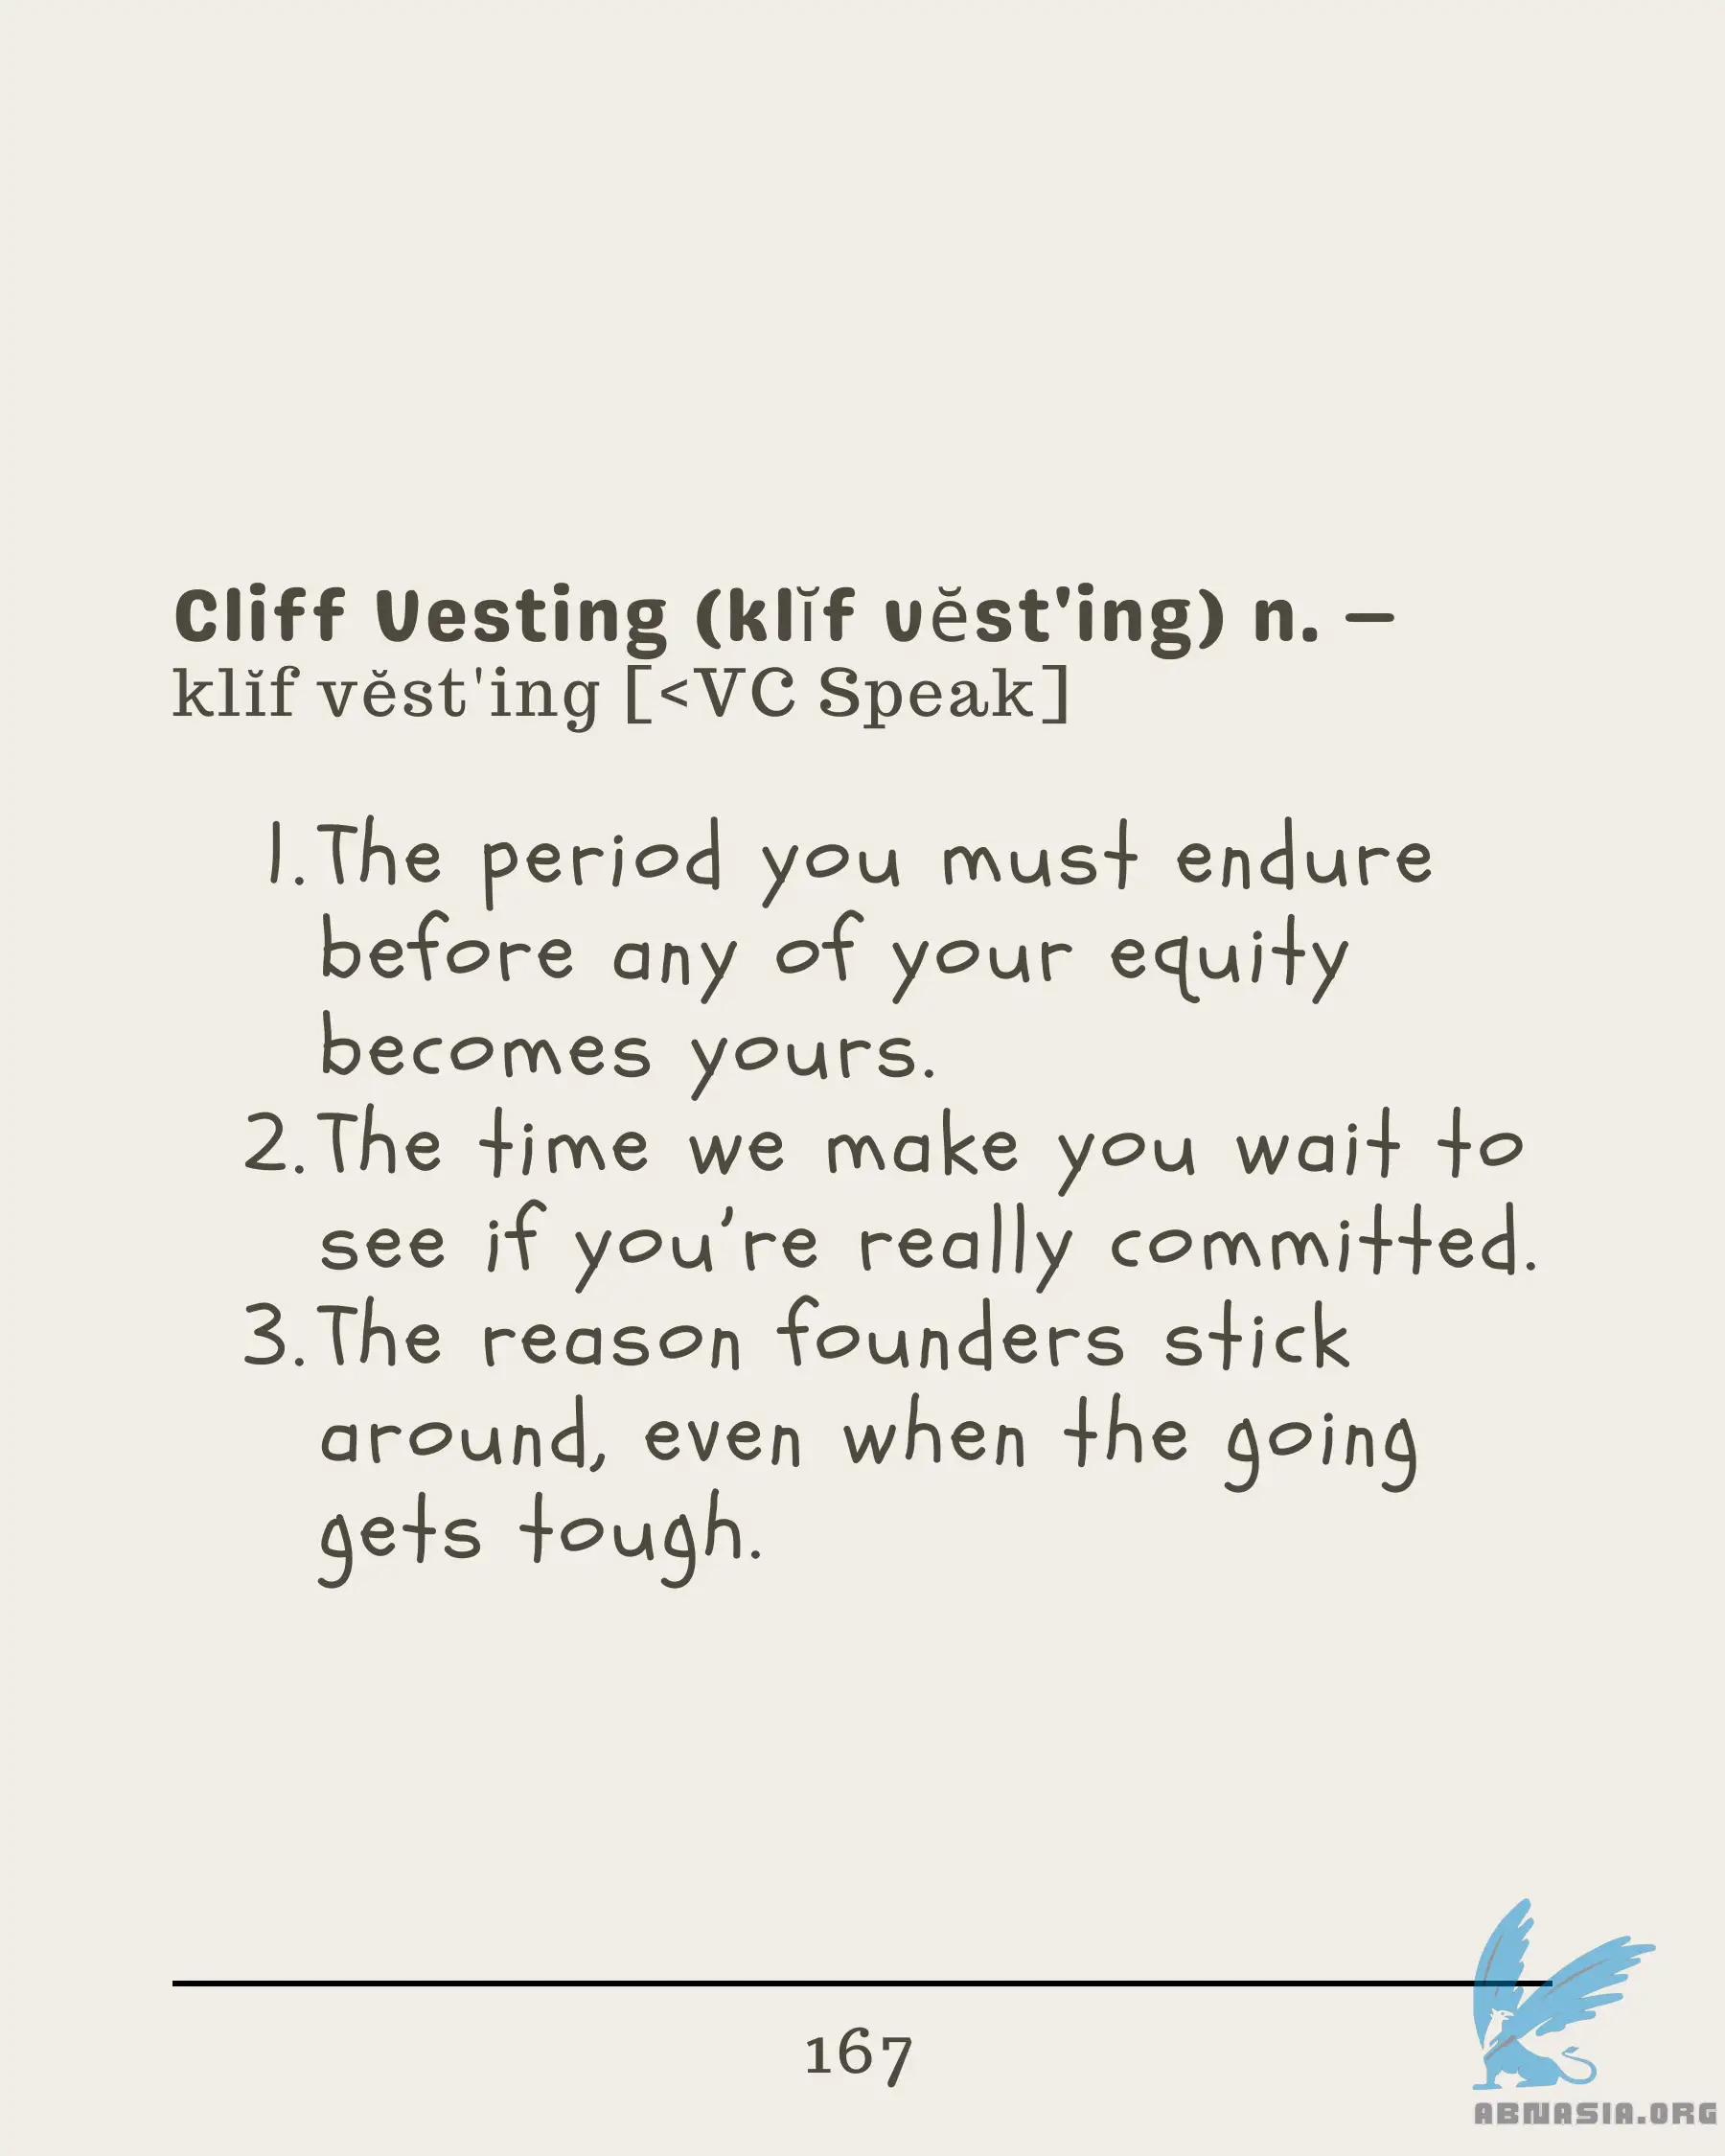 Cliff Vesting (klĭf vĕst'ing) n. —
klĭf vĕst'ing [<VC Speak]
1. The period you must endure
before any of your equity
becomes yours.
2. The time we make you wait to
see if you’re really committed.
3. The reason founders stick
around, even when the going
gets tough.
167
ABNASIA.ORG